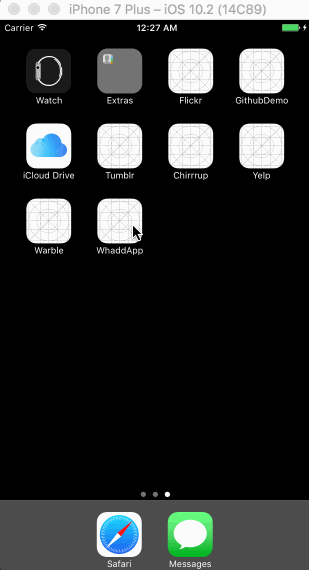 iPhone 7 Plus – iOS 10.2 (14C89)
Carrier 12:27 AM
Watch Extras Flickr GithubDemo
iCloud Drive Tumblr Chirrrup Yelp
Warble WhaddApp
Safari Messages